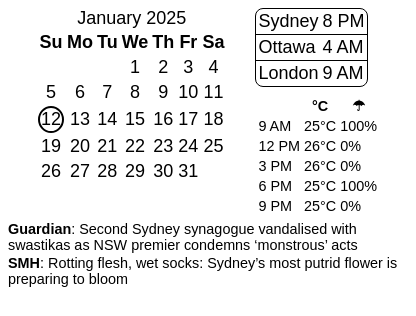 January 2025
Su Mo Tu We Th Fr Sa
1 2 3 4
5 6 7 8 9 10 11
12 13 14 15 16 17 18
19 20 21 22 23 24 25
26 27 28 29 30 31
Sydney 8 PM
Ottawa 4 AM
London 9 AM
°C ☂
9 AM 25°C 100%
12 PM 26°C 0%
3 PM 26°C 0%
6 PM 25°C 100%
9 PM 25°C 0%
Guardian: Second Sydney synagogue vandalised with
swastikas as NSW premier condemns ‘monstrous’ acts
SMH: Rotting flesh, wet socks: Sydney’s most putrid flower is
preparing to bloom